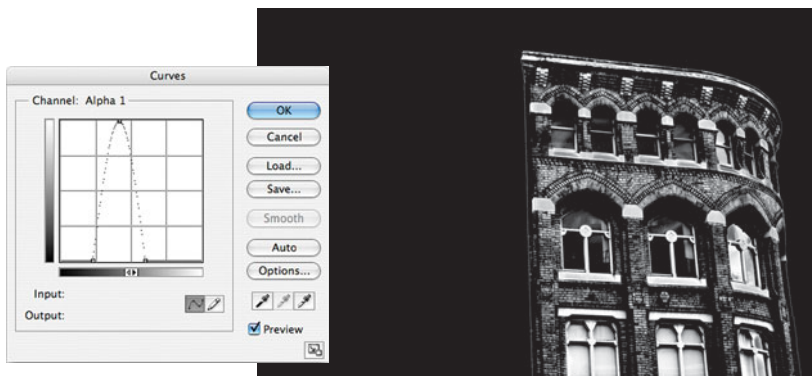 Curves
Channel: Alpha 1
OK
Cancel
Load...
Save...
Smooth
Auto
Options...
Input:
Output:
Preview